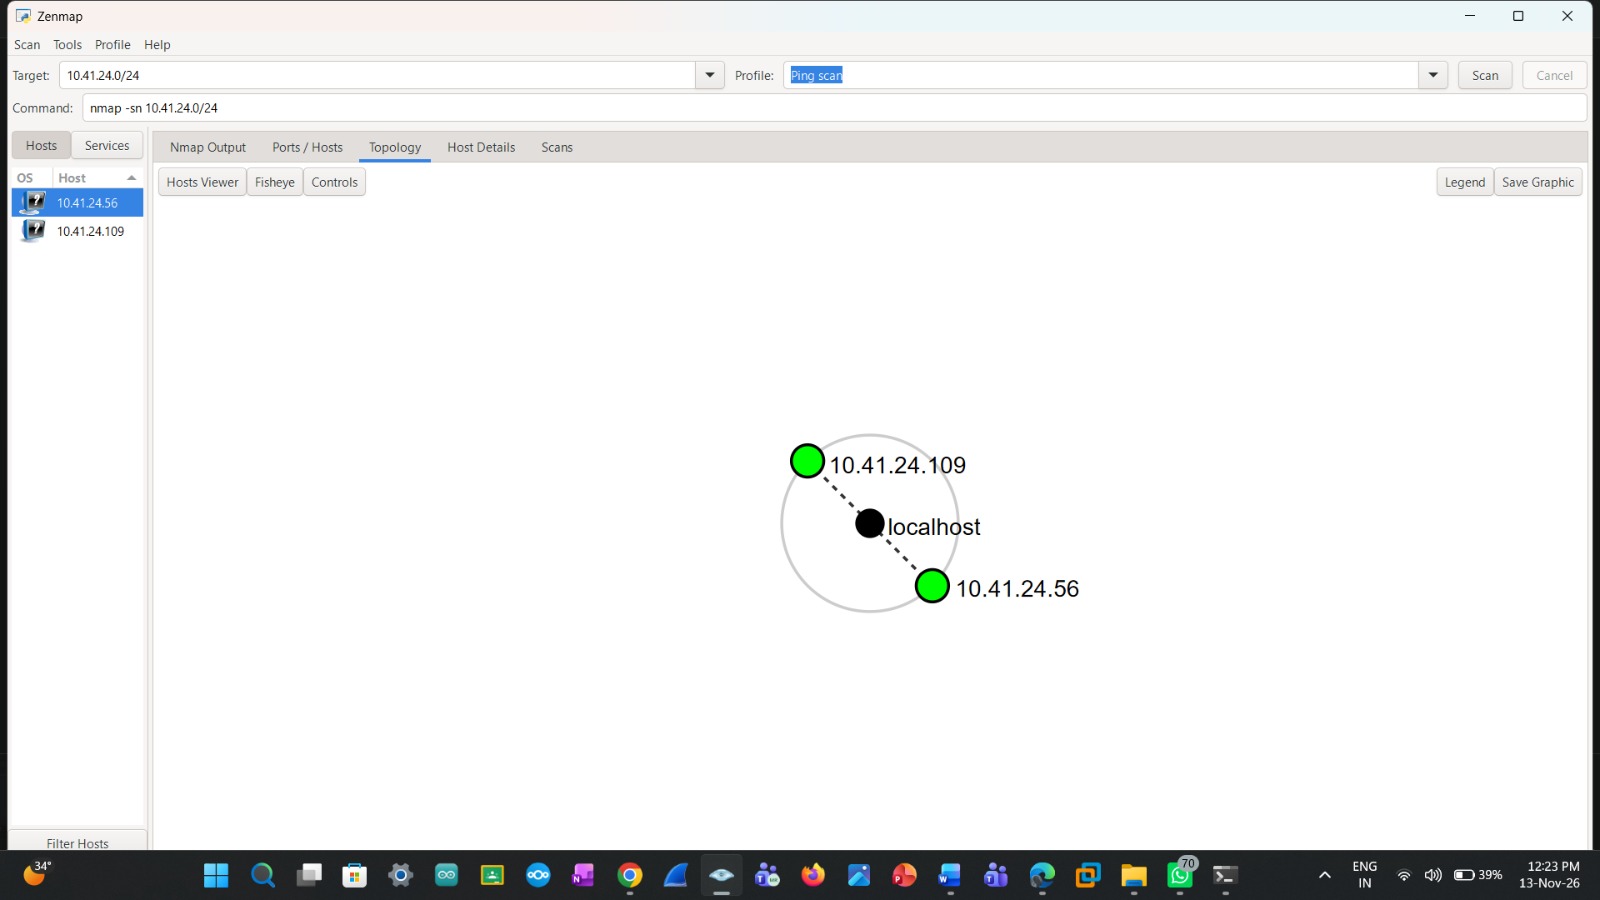 Zenmap
Scan Tools Profile Help
Target: 10.41.24.0/24 Profile: Ping scan Scan Cancel
Command: nmap -sn 10.41.24.0/24
Hosts Services
Nmap Output Ports / Hosts Topology Host Details Scans
OS Host
Hosts Viewer Fisheye Controls Legend Save Graphic
10.41.24.56
10.41.24.109
10.41.24.109
localhost
10.41.24.56
Filter Hosts
34°
70
ENG
IN
39%
12:23 PM
13-Nov-26